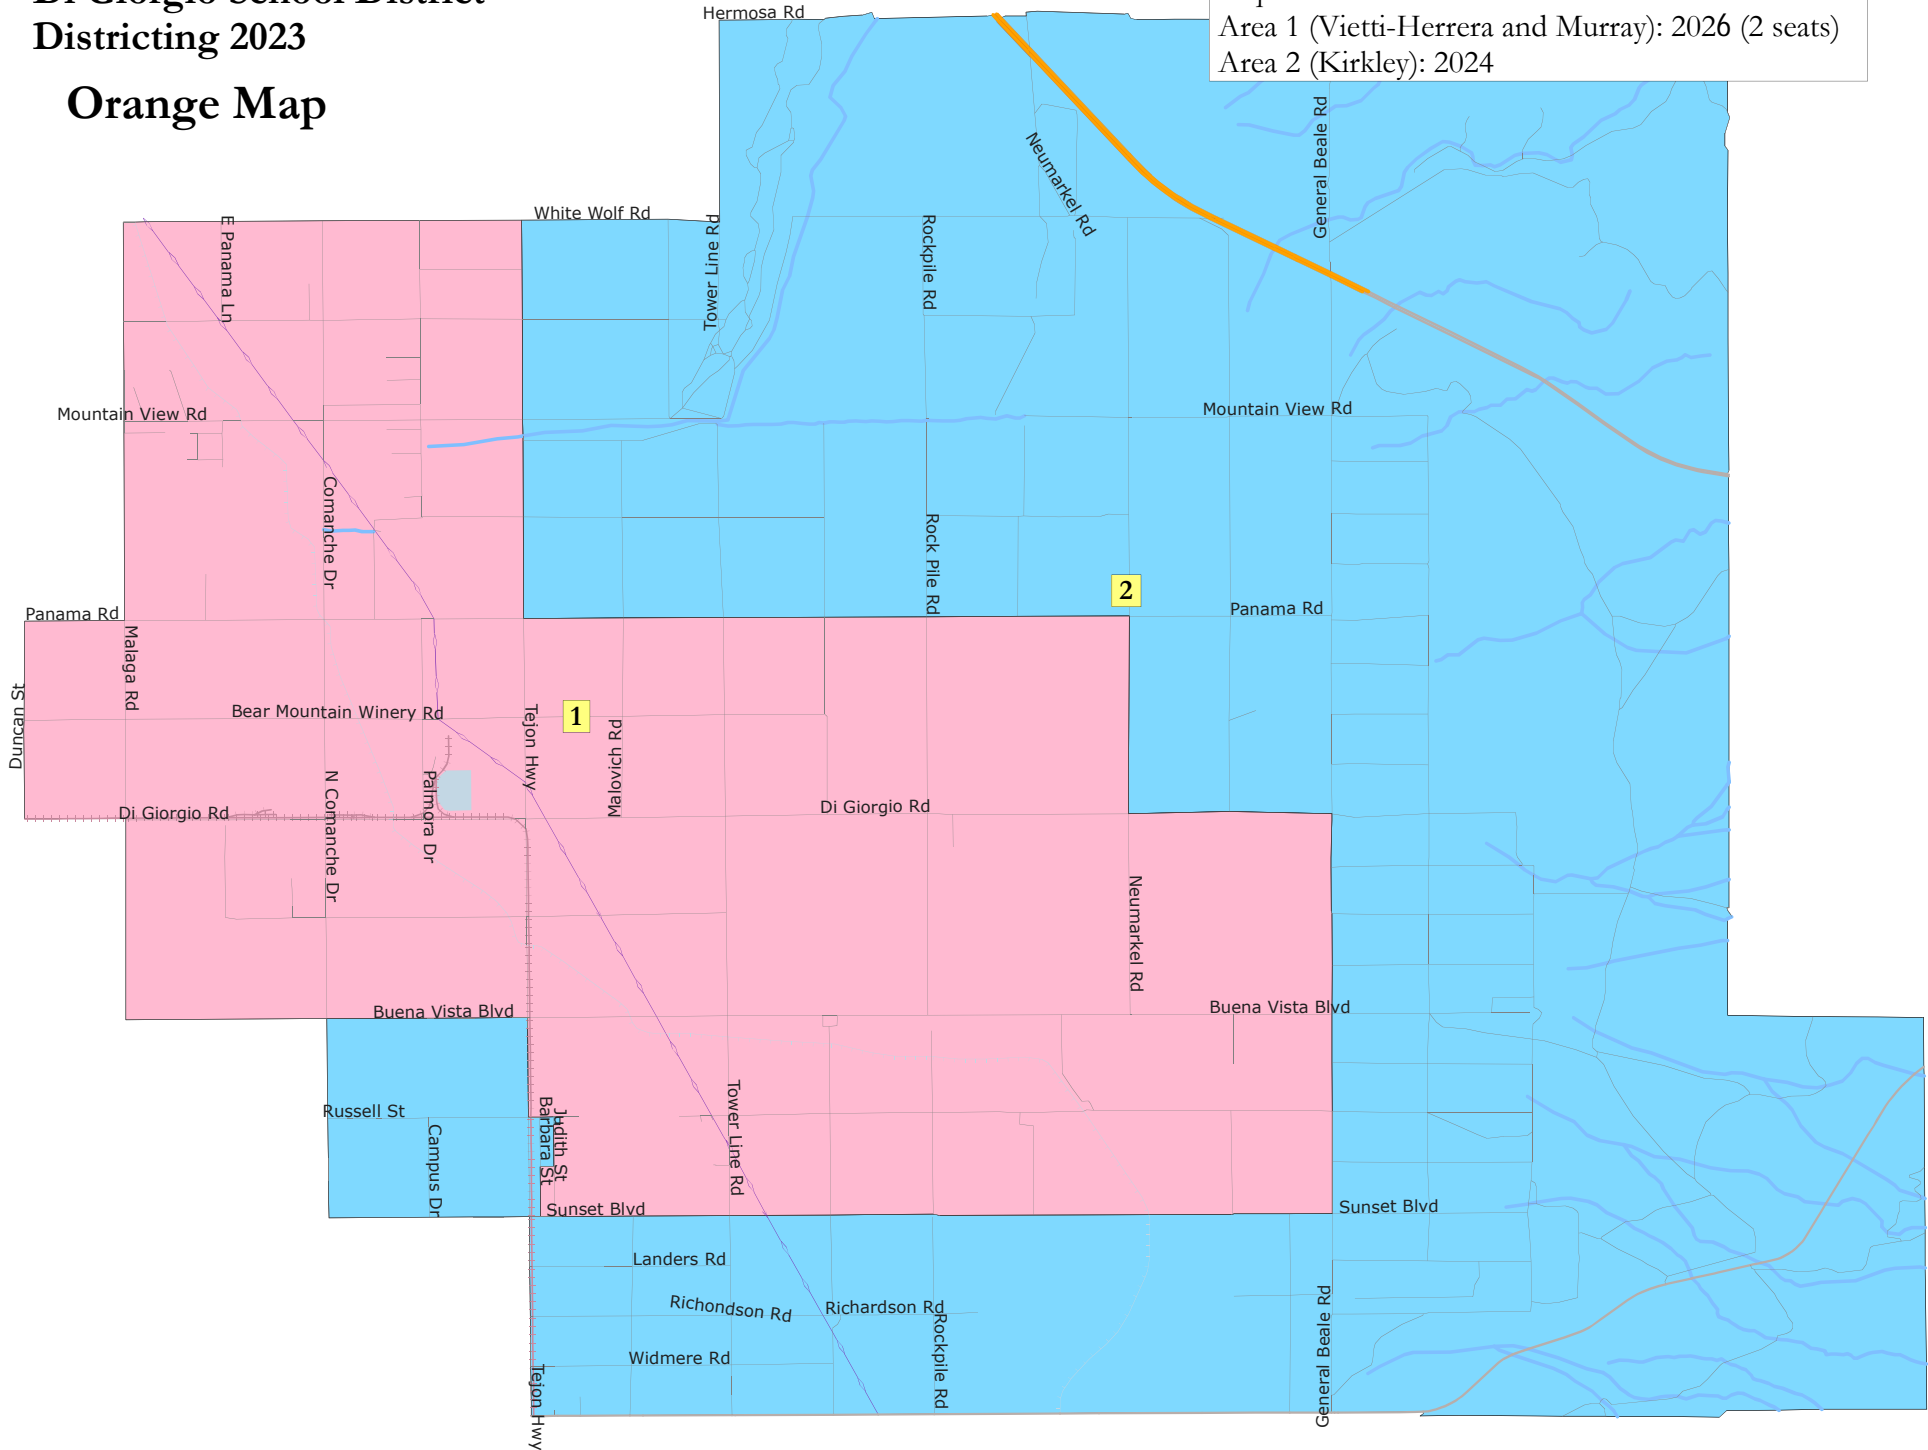 Di Giorgio School District
Districting 2023
Orange Map
Area 1 (Vietti-Herrera and Murray): 2026 (2 seats)
Area 2 (Kirkley): 2024
Hermosa Rd
General Beale Rd
Neumarkel Rd
White Wolf Rd
E Panama Ln
Tower Line Rd
Rockpile Rd
Mountain View Rd
Mountain View Rd
Comanche Dr
Rock Pile Rd
2
Panama Rd
Panama Rd
Malaga Rd
Duncan St
Bear Mountain Winery Rd
Tejon Hwy
1
Malovich Rd
N Comanche Dr
Palmora Dr
Di Giorgio Rd
Di Giorgio Rd
Neumarkel Rd
Buena Vista Blvd
Buena Vista Blvd
Russell St
Campus Dr
Barbara St
Judith St
Tower Line Rd
Sunset Blvd
Sunset Blvd
Landers Rd
Richondson Rd
Richardson Rd
Rockpile Rd
General Beale Rd
Widmere Rd
Tejon Hwy